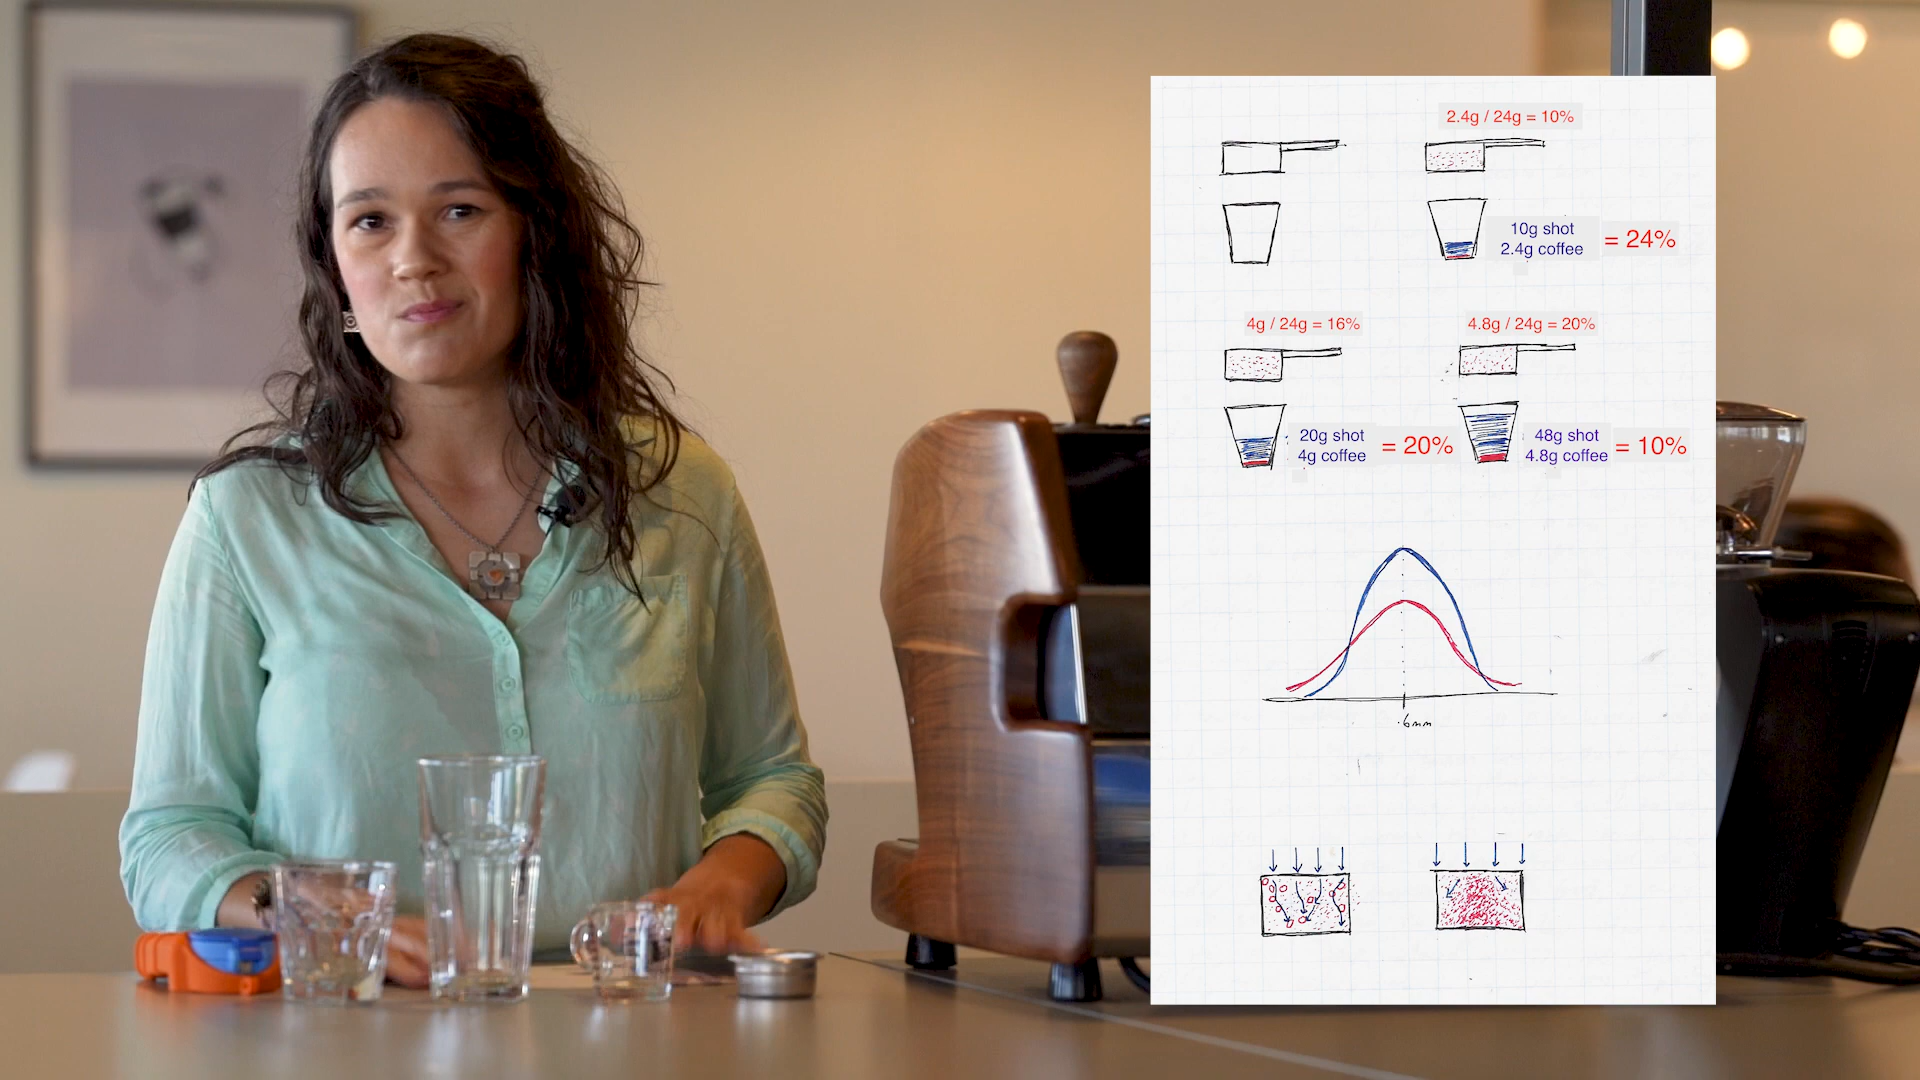 2.4g / 24g = 10%
10g shot
2.4g coffee
= 24%
4g / 24g = 16%
4.8g / 24g = 20%
20g shot
4g coffee
= 20%
48g shot
4.8g coffee
= 10%
.6mm